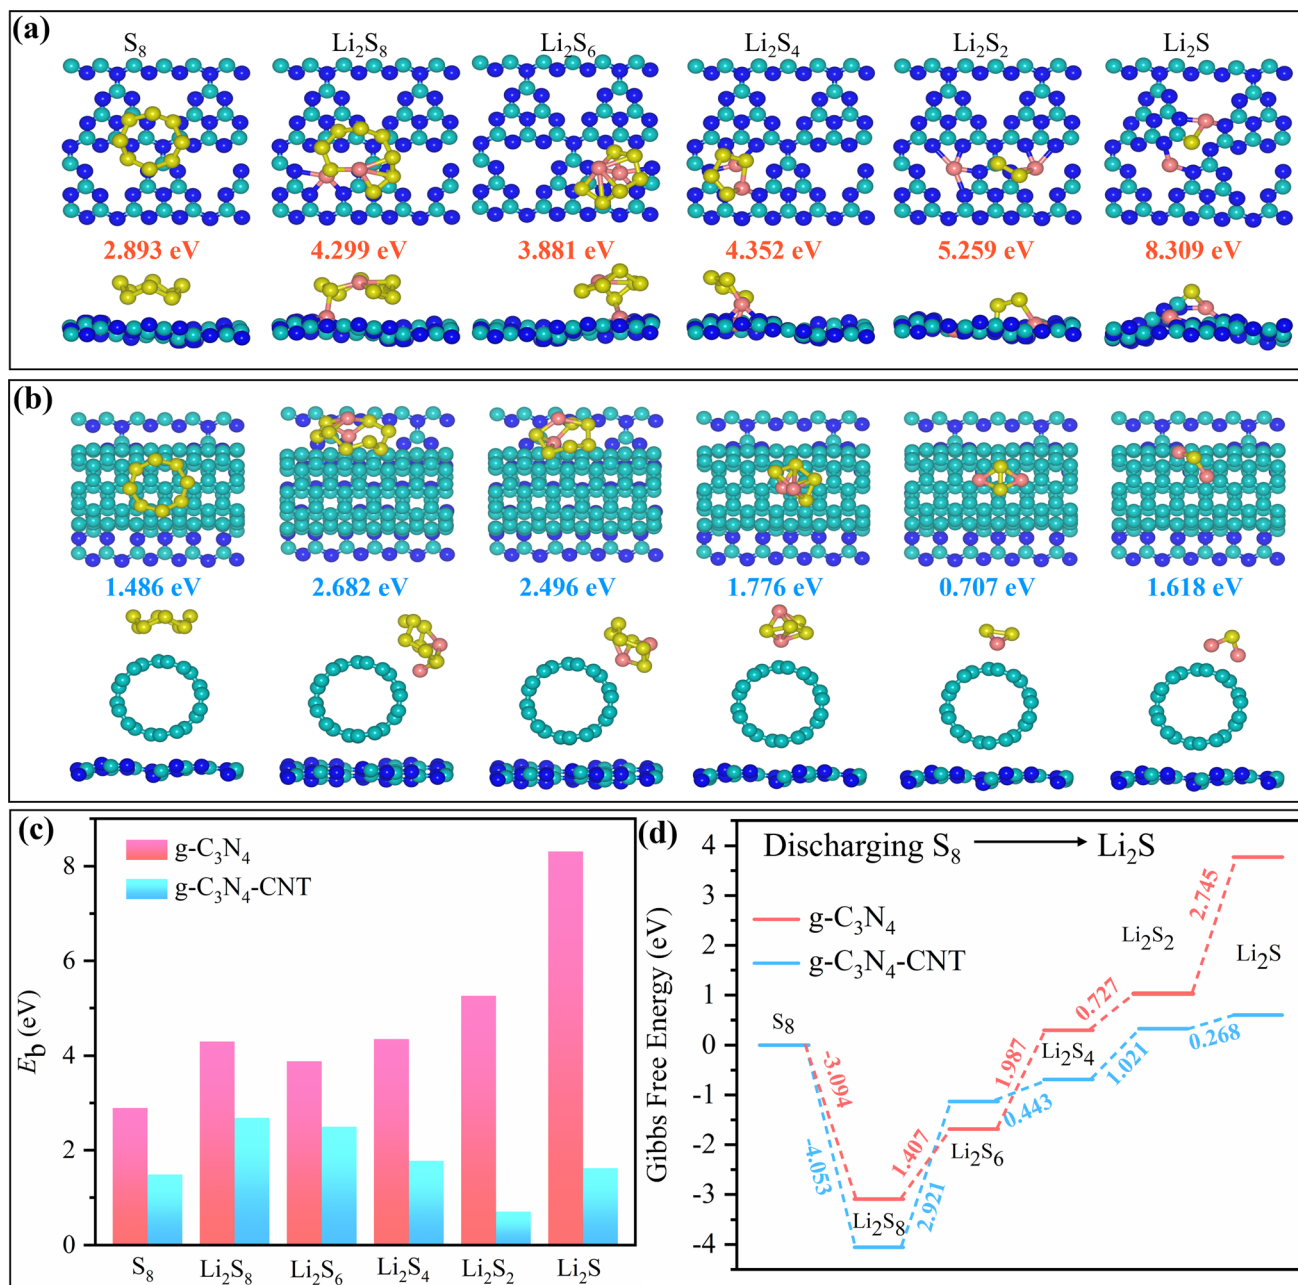 (a)
S₈ Li₂S₈ Li₂S₆ Li₂S₄ Li₂S₂ Li₂S
2.893 eV 4.299 eV 3.881 eV 4.352 eV 5.259 eV 8.309 eV
(b)
1.486 eV 2.682 eV 2.496 eV 1.776 eV 0.707 eV 1.618 eV
(c)
g-C₃N₄
g-C₃N₄-CNT
E_b (eV)
8
6
4
2
0
S₈ Li₂S₈ Li₂S₆ Li₂S₄ Li₂S₂ Li₂S
(d)
Discharging S₈ ⟶ Li₂S
g-C₃N₄
g-C₃N₄-CNT
Gibbs Free Energy (eV)
4
3
2
1
0
-1
-2
-3
-4
S₈
-3.094
-4.053
Li₂S₈
1.407
2.921
Li₂S₆
1.987
0.443
Li₂S₄
0.727
1.021
Li₂S₂
2.745
0.268
Li₂S